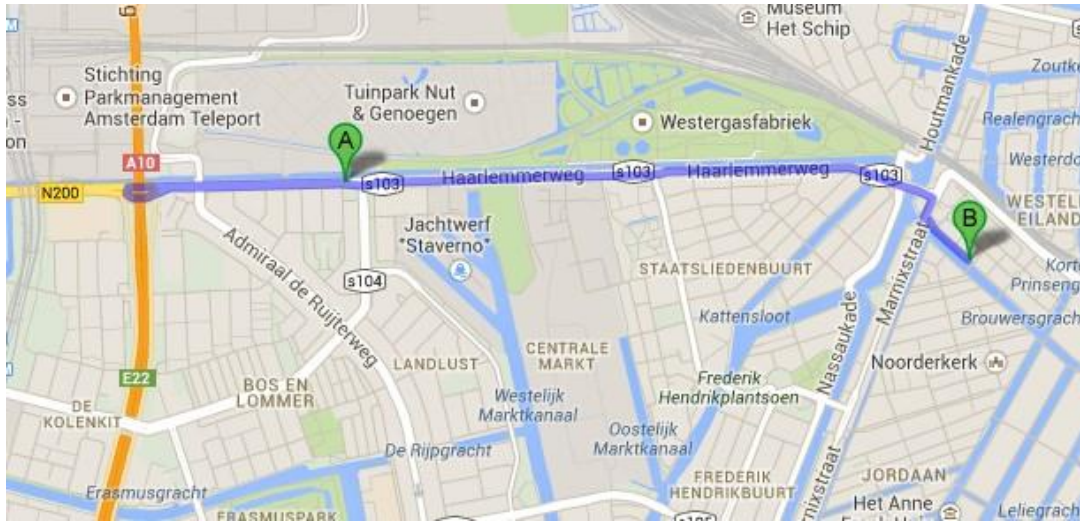 Museum
Het Schip
Stichting
Parkmanagement
Amsterdam Teleport
Tuinpark Nut
& Genoegen
Westergasfabriek
Houtmankade
Zoutke
Realengrach
Westerdo
A
A10
N200
s103
Haarlemmerweg
s103
Haarlemmerweg
s103
B
WESTEL
EILAND
Jachtwerf
"Staverno"
Admiraal de Ruijterweg
s104
STAATSLIEDENBUURT
Marnixstraat
Korte
Prinseng
Kattensloot
Brouwersgrach
Nassaukade
Noorderkerk
CENTRALE
MARKT
LANDLUST
E22
BOS EN
LOMMER
Frederik
Hendrikplantsoen
Westelijk
Marktkanaal
DE
KOLENKIT
Oostelijk
Marktkanaal
De Rijpgracht
FREDERIK
HENDRIKBUURT
JORDAAN
Erasmusgracht
ERASMUSPARK
rnixstraat
Het Anne
Leliegrach